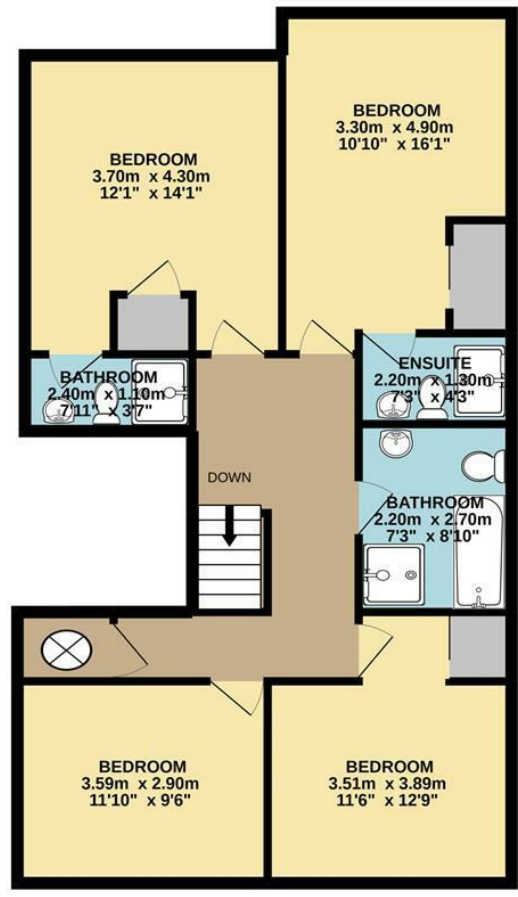 BEDROOM
3.70m x 4.30m
12'1" x 14'1"
BEDROOM
3.30m x 4.90m
10'10" x 16'1"
BATHROOM
2.40m x 1.10m
7'11" x 3'7"
ENSUITE
2.20m x 1.30m
7'3" x 4'3"
DOWN
BATHROOM
2.20m x 2.70m
7'3" x 8'10"
BEDROOM
3.59m x 2.90m
11'10" x 9'6"
BEDROOM
3.51m x 3.89m
11'6" x 12'9"